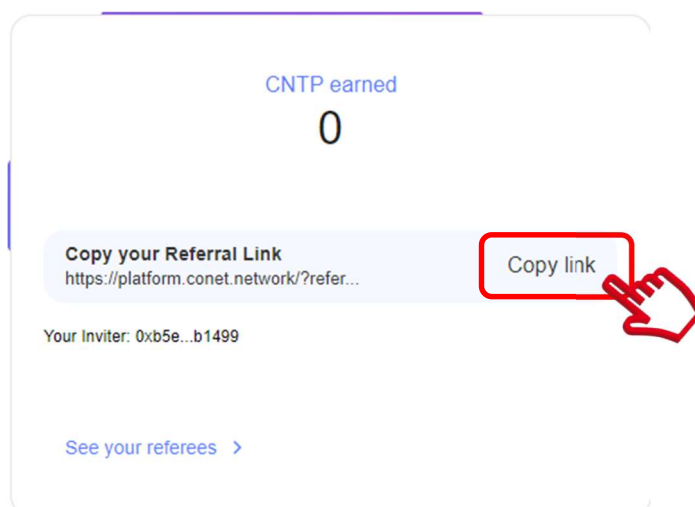 CNTP earned
0
Copy your Referral Link
https://platform.conet.network/?refer...
Copy link
Your Inviter: 0xb5e...b1499
See your referees >